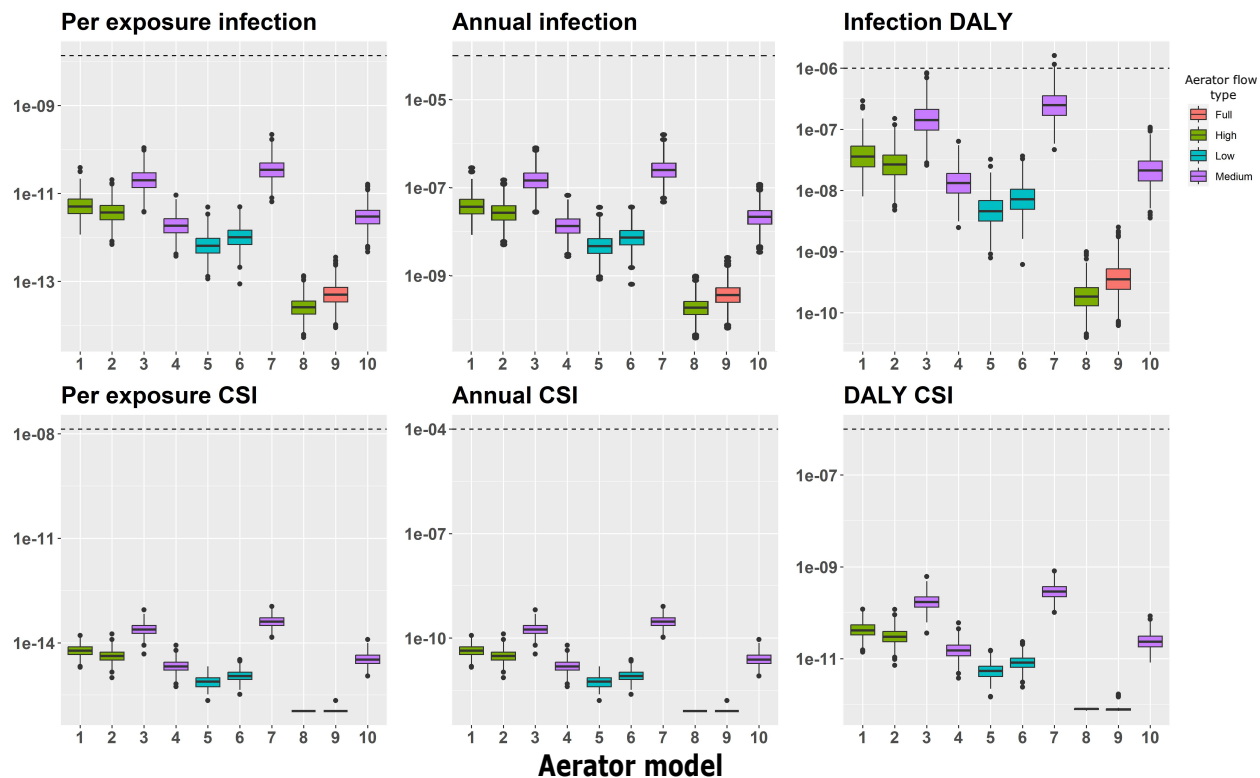 Per exposure infection
Annual infection
Infection DALY
1e-09
1e-11
1e-13
1 2 3 4 5 6 7 8 9 10
1e-05
1e-07
1e-09
1 2 3 4 5 6 7 8 9 10
1e-06
1e-07
1e-08
1e-09
1e-10
1 2 3 4 5 6 7 8 9 10
Aerator flow
type
Full
High
Low
Medium
Per exposure CSI
Annual CSI
DALY CSI
1e-08
1e-11
1e-14
1 2 3 4 5 6 7 8 9 10
1e-04
1e-07
1e-10
1 2 3 4 5 6 7 8 9 10
1e-07
1e-09
1e-11
1 2 3 4 5 6 7 8 9 10
Aerator model